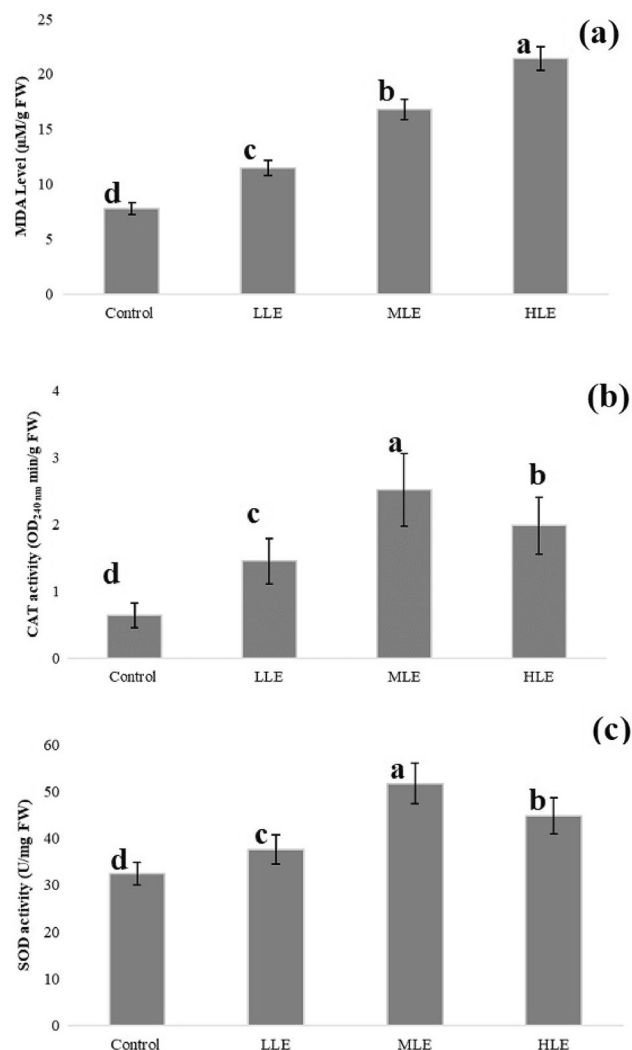 (a)
MDA Level (µM/g FW)
25
20
15
10
5
0
d
c
b
a
Control LLE MLE HLE
(b)
CAT activity (OD240 nm min/g FW)
4
3
2
1
0
d
c
a
b
Control LLE MLE HLE
(c)
SOD activity (U/mg FW)
60
50
40
30
20
10
0
d
c
a
b
Control LLE MLE HLE